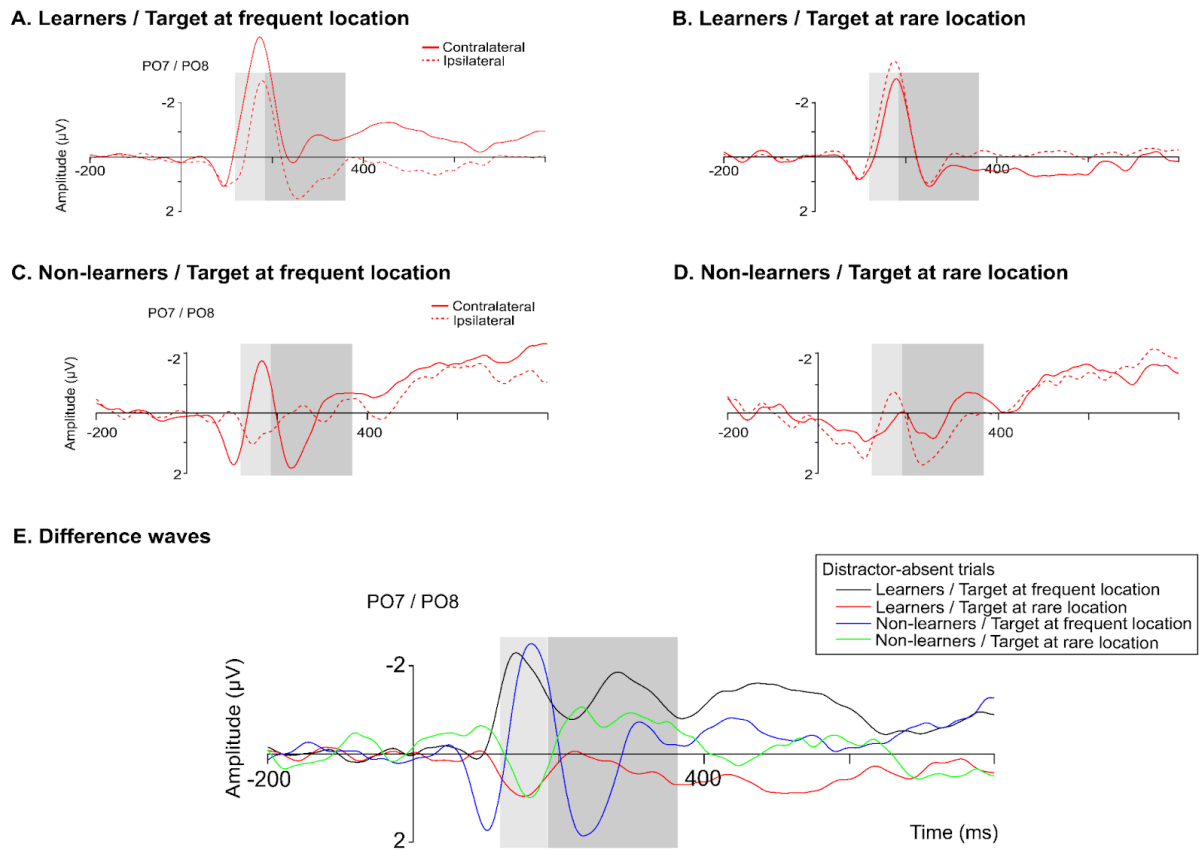 A. Learners / Target at frequent location
B. Learners / Target at rare location
PO7 / PO8
Contralateral
Ipsilateral
Amplitude (µV)
-2
2
-200
400
-2
2
-200
400
C. Non-learners / Target at frequent location
D. Non-learners / Target at rare location
PO7 / PO8
Contralateral
Ipsilateral
Amplitude (µV)
-2
2
-200
400
-2
2
-200
400
E. Difference waves
PO7 / PO8
Distractor-absent trials
Learners / Target at frequent location
Learners / Target at rare location
Non-learners / Target at frequent location
Non-learners / Target at rare location
Amplitude (µV)
-2
2
-200
400
Time (ms)